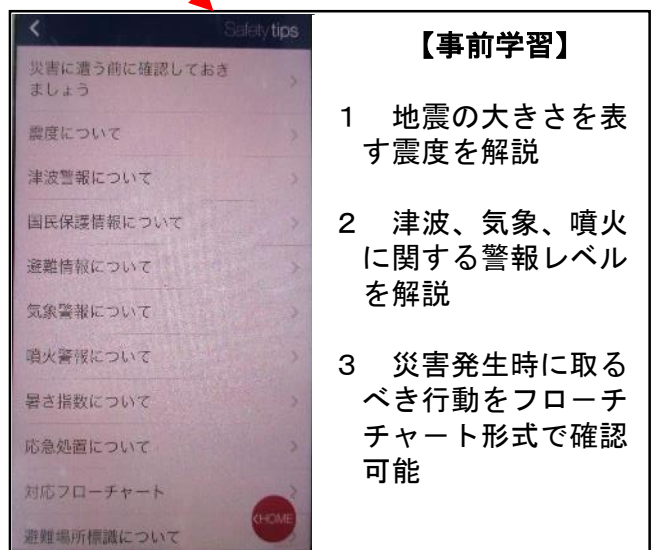 Safety tips
災害に遭う前に確認しておき
ましょう
震度について
津波警報について
国民保護情報について
避難情報について
気象警報について
噴火警報について
暑さ指数について
応急処置について
対応フローチャート
避難場所標識について
<HOME
【事前学習】
1 地震の大きさを表
す震度を解説
2 津波、気象、噴火
に関する警報レベル
を解説
3 災害発生時に取る
べき行動をフローチ
チャート形式で確認
可能